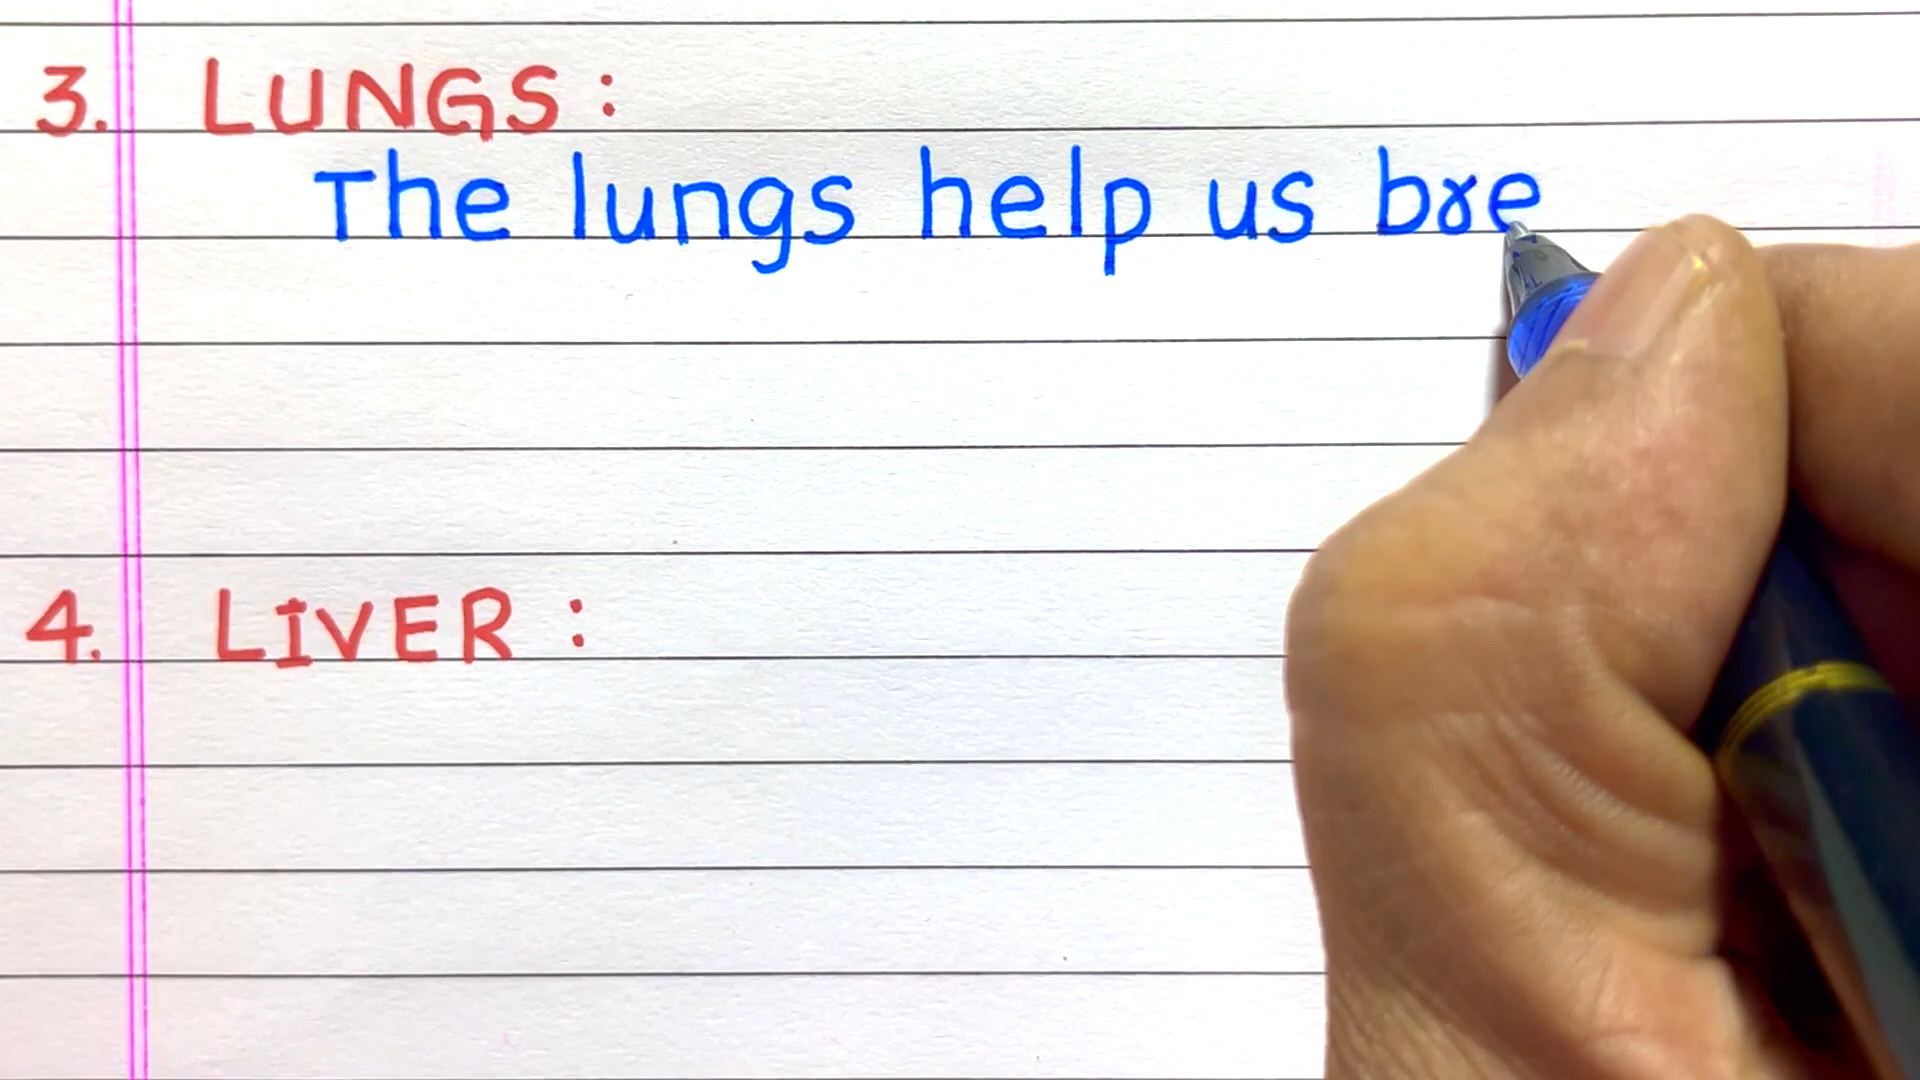 3. LUNGS :
The lungs help us bre
4. LIVER :